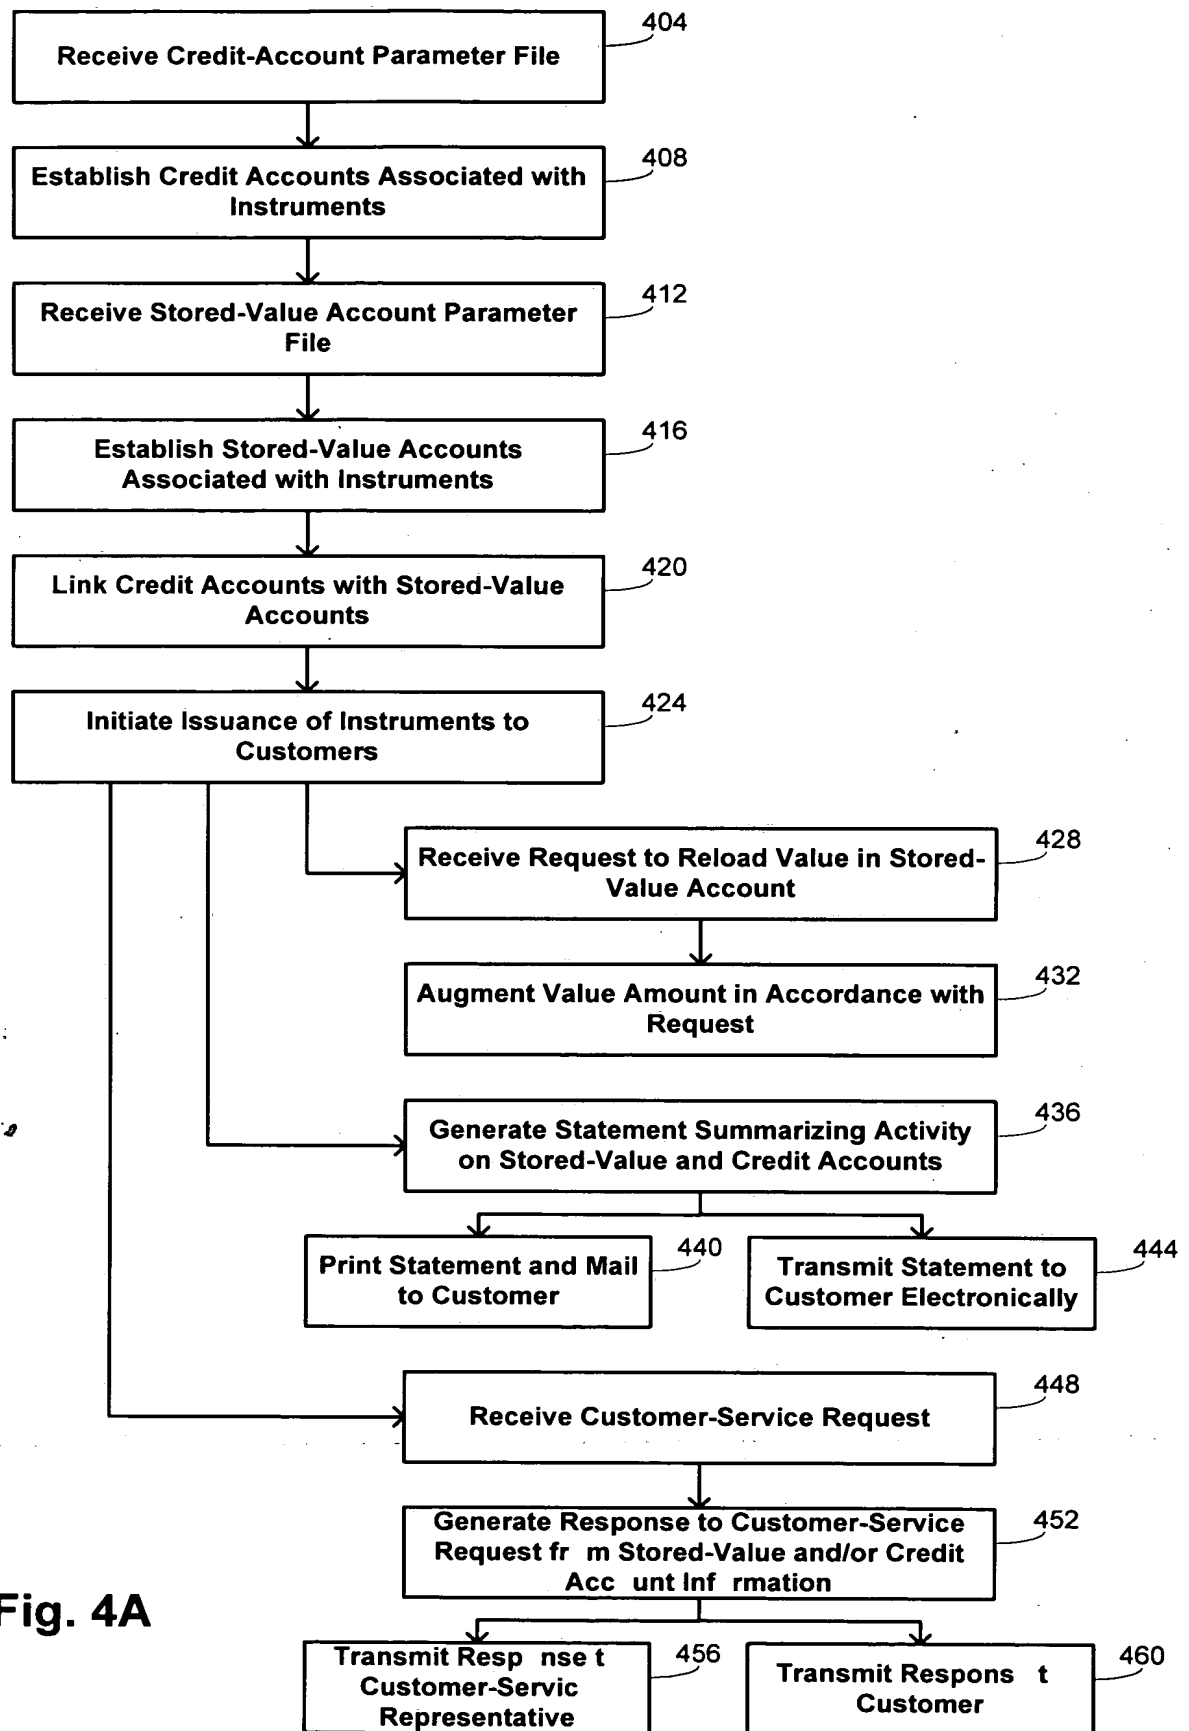 404
Receive Credit-Account Parameter File
408
Establish Credit Accounts Associated with
Instruments
412
Receive Stored-Value Account Parameter
File
416
Establish Stored-Value Accounts
Associated with Instruments
420
Link Credit Accounts with Stored-Value
Accounts
424
Initiate Issuance of Instruments to
Customers
428
Receive Request to Reload Value in Stored-
Value Account
432
Augment Value Amount in Accordance with
Request
436
Generate Statement Summarizing Activity
on Stored-Value and Credit Accounts
440
Print Statement and Mail
to Customer
444
Transmit Statement to
Customer Electronically
448
Receive Customer-Service Request
452
Generate Response to Customer-Service
Request fr m Stored-Value and/or Credit
Acc unt Inf rmation
Fig. 4A
456
Transmit Resp nse t
Customer-Servic
Representative
460
Transmit Respons t
Customer